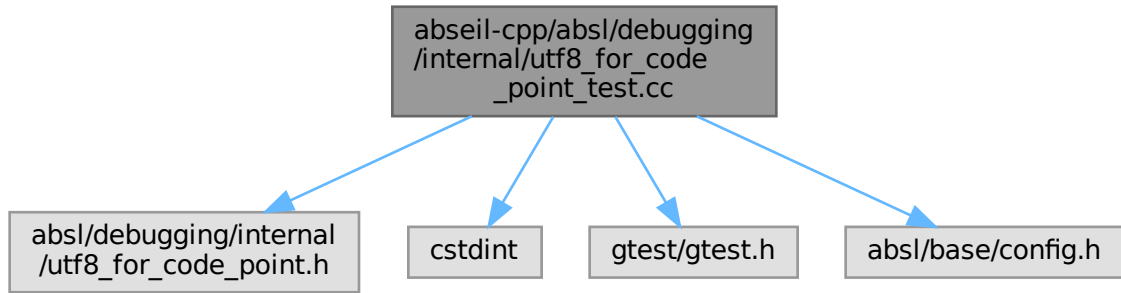 abseil-cpp/absl/debugging
/internal/utf8_for_code
_point_test.cc
absl/debugging/internal
/utf8_for_code_point.h
cstdint
gtest/gtest.h
absl/base/config.h